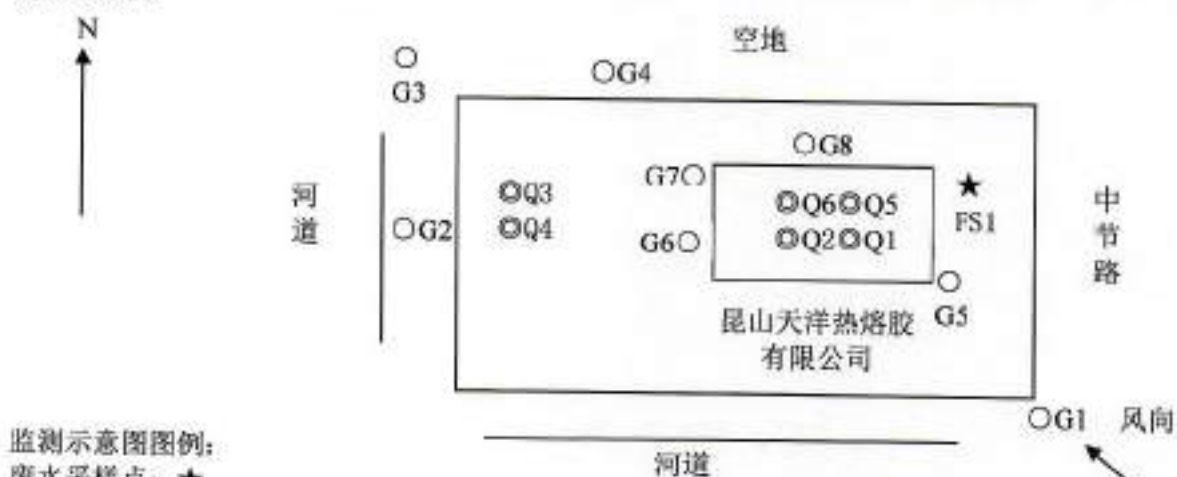 N
空地
○
G3
○G4
○G8
G7○
★
FS1
河道
◎Q3
◎Q4
◎Q6◎Q5
◎Q2◎Q1
中节路
○G2
G6○
○
G5
昆山天洋热熔胶
有限公司
○G1 风向
监测示意图图例:
河道